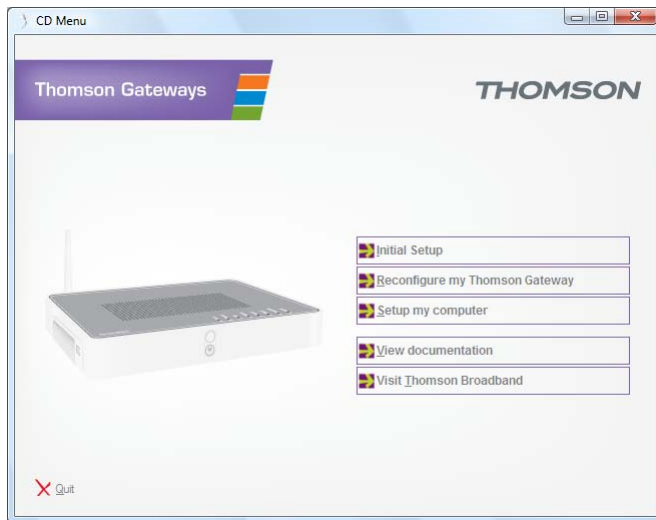 CD Menu
Thomson Gateways
THOMSON
Initial Setup
Reconfigure my Thomson Gateway
Setup my computer
View documentation
Visit Thomson Broadband
Quit